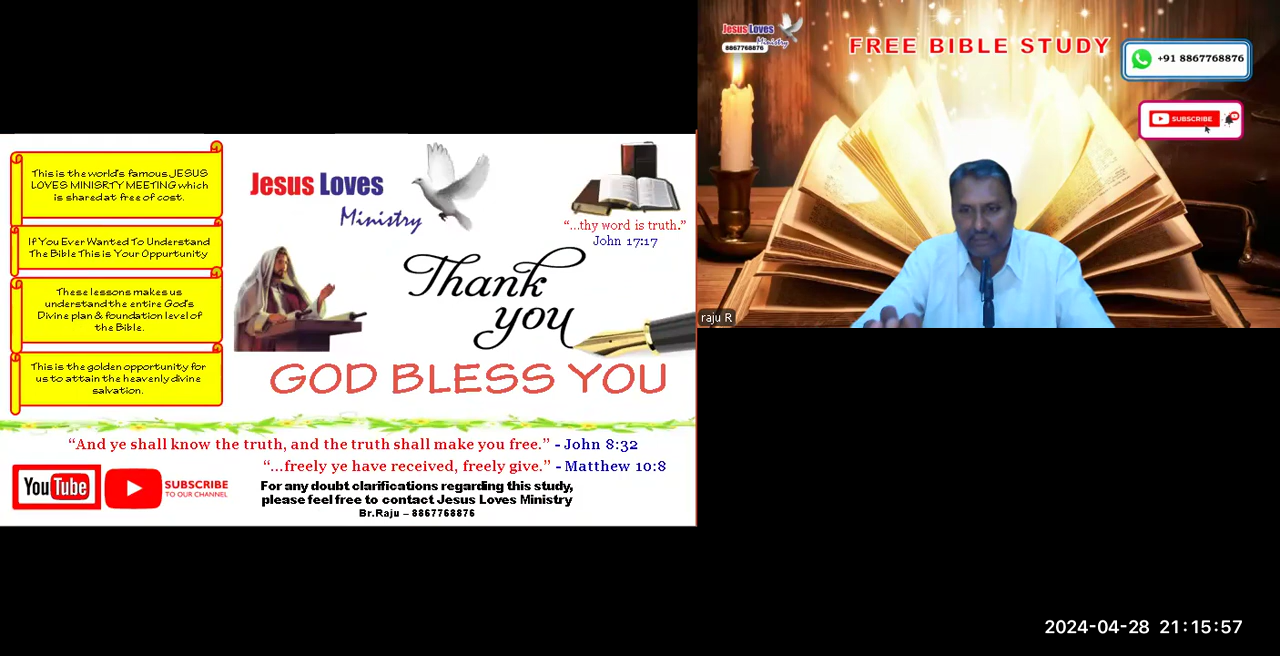 This is the world's famous JESUS
LOVES MINISRTY MEETING which
is shared at free of cost.
If You Ever Wanted To Understand
The Bible This is Your Oppurtunity
These lessons makes us
understand the entire God's
Divine plan & foundation level of
the Bible.
This is the golden opportunity for
us to attain the heavenly divine
salvation.
Jesus Loves
Ministry
"...thy word is truth."
John 17:17
Thank
you
GOD BLESS YOU
"And ye shall know the truth, and the truth shall make you free." - John 8:32
"...freely ye have received, freely give." - Matthew 10:8
YouTube
SUBSCRIBE
TO OUR CHANNEL
For any doubt clarifications regarding this study,
please feel free to contact Jesus Loves Ministry
Br.Raju – 8867768876
Jesus Loves
Ministry
8867768876
FREE BIBLE STUDY
+91 8867768876
SUBSCRIBE
raju R
2024-04-28 21:15:57